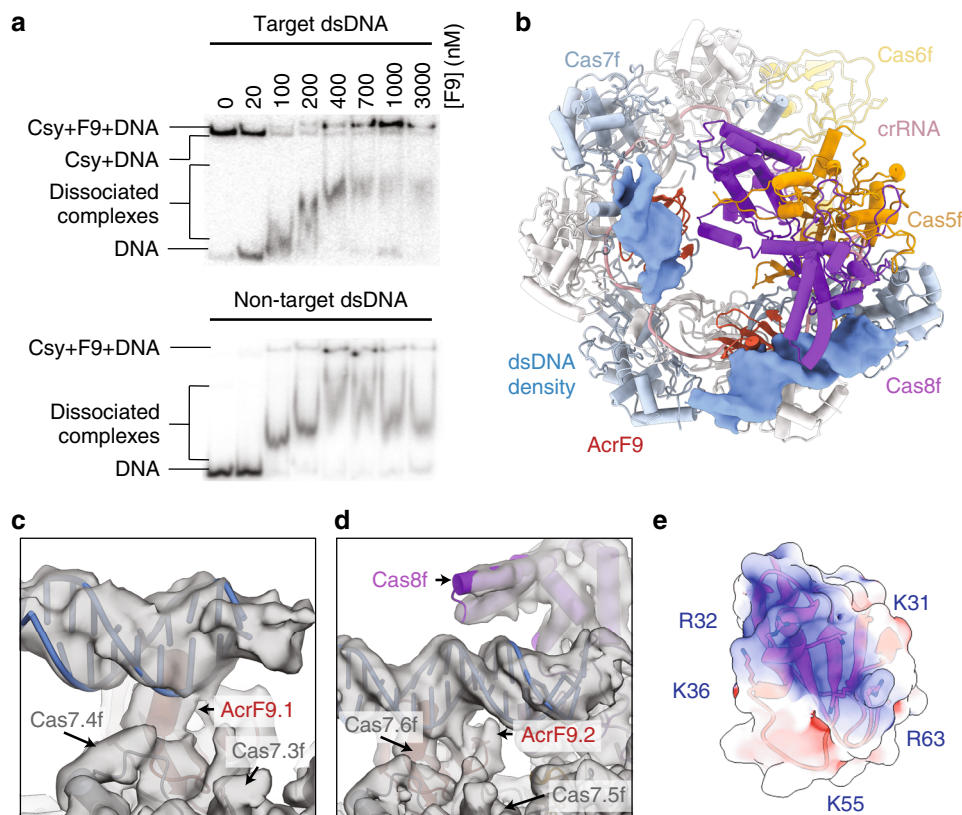 a
Target dsDNA
0 20 100 200 400 700 1000 3000 [F9] (nM)
Csy+F9+DNA
Csy+DNA
Dissociated
complexes
DNA
Non-target dsDNA
Csy+F9+DNA
Dissociated
complexes
DNA
b
Cas7f
Cas6f
crRNA
Cas5f
dsDNA
density
Cas8f
AcrF9
c
Cas7.4f
AcrF9.1
Cas7.3f
d
Cas8f
Cas7.6f
AcrF9.2
Cas7.5f
e
K31
R32
K36
R63
K55